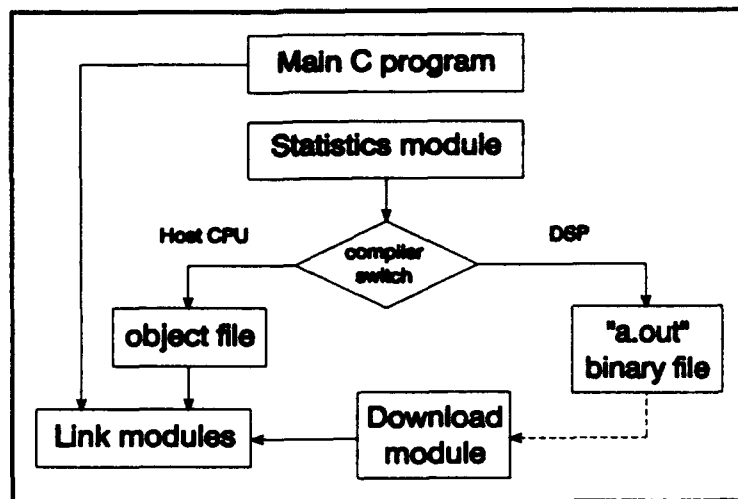 Main C program
Statistics module
Host CPU
DSP
compiler
switch
object file
"a.out"
binary file
Link modules
Download
module